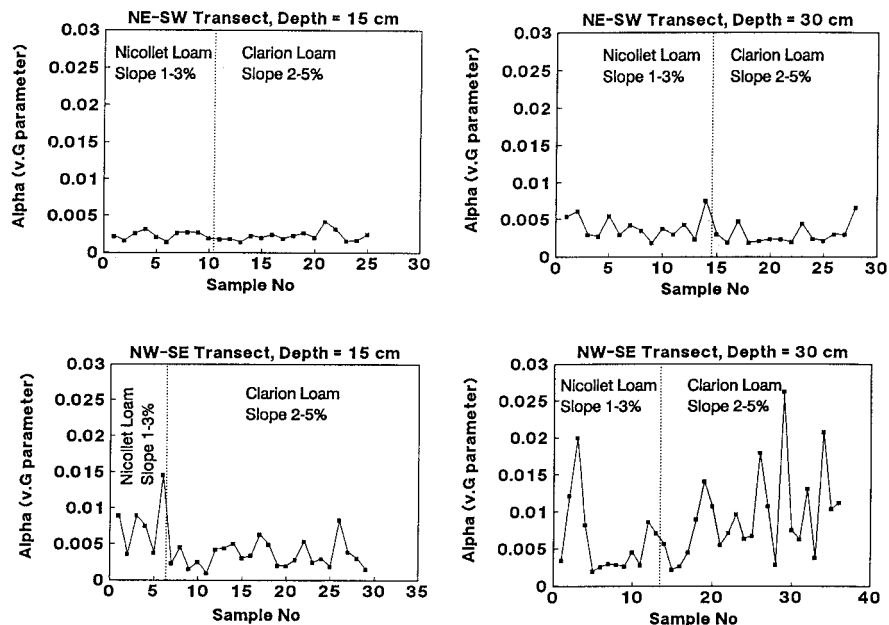 NE-SW Transect, Depth = 15 cm
Alpha (v.G parameter)
0.03
0.025
0.02
0.015
0.01
0.005
0
Nicollet Loam
Slope 1-3%
Clarion Loam
Slope 2-5%
0 5 10 15 20 25 30
Sample No
NE-SW Transect, Depth = 30 cm
Alpha (v.G parameter)
0.03
0.025
0.02
0.015
0.01
0.005
0
Nicollet Loam
Slope 1-3%
Clarion Loam
Slope 2-5%
0 5 10 15 20 25 30
Sample No
NW-SE Transect, Depth = 15 cm
Alpha (v.G parameter)
0.03
0.025
0.02
0.015
0.01
0.005
0
Nicollet Loam
Slope 1-3%
Clarion Loam
Slope 2-5%
0 5 10 15 20 25 30 35
Sample No
NW-SE Transect, Depth = 30 cm
Alpha (v.G parameter)
0.03
0.025
0.02
0.015
0.01
0.005
0
Nicollet Loam
Slope 1-3%
Clarion Loam
Slope 2-5%
0 10 20 30 40
Sample No